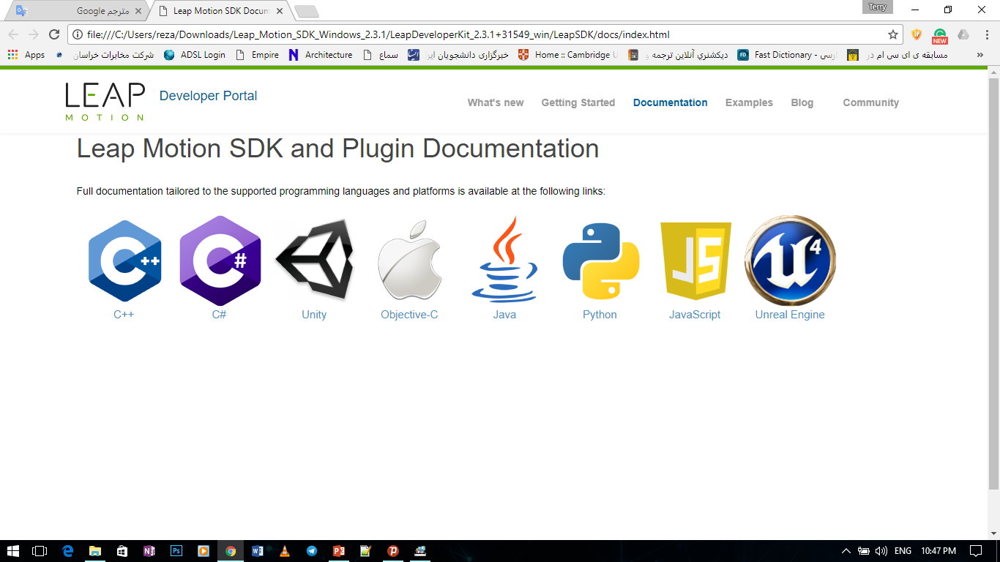 مترجم Google
Leap Motion SDK Docum
Terry
file:///C:/Users/reza/Downloads/Leap_Motion_SDK_Windows_2.3.1/LeapDeveloperKit_2.3.1+31549_win/LeapSDK/docs/index.html
NEW
Apps شرکت مخابرات خراسان ADSL Login Empire Architecture سماع خبرگزاری دانشجویان ایر Home :: Cambridge U دیکشنري آنلاین ترجمه و Fast Dictionary - رسی مسابقه ی ای سی ام در »
LEAP
MOTION
Developer Portal
What's new Getting Started Documentation Examples Blog Community
Leap Motion SDK and Plugin Documentation
Full documentation tailored to the supported programming languages and platforms is available at the following links:
C++ C# JS U4
C++ C# Unity Objective-C Java Python JavaScript Unreal Engine
ENG 10:47 PM